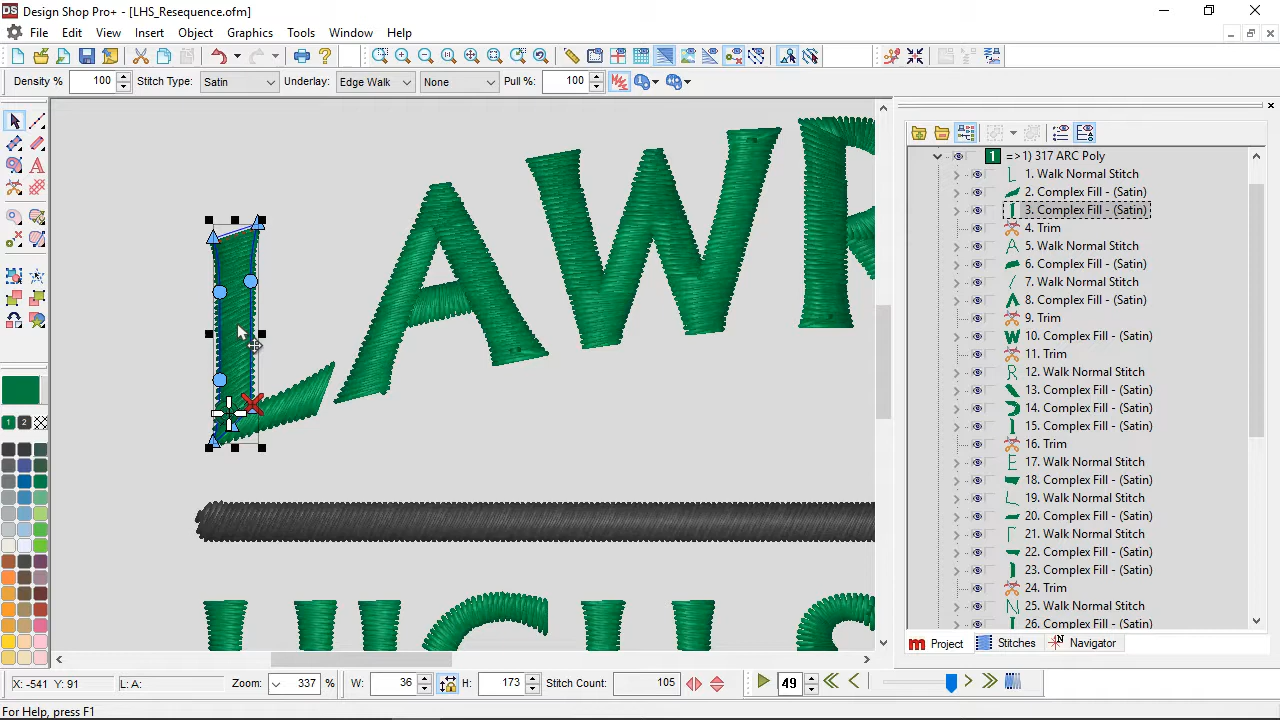 DS Design Shop Pro+ - [LHS_Resequence.ofm]
File Edit View Insert Object Graphics Tools Window Help
Density % 100 Stitch Type: Satin Underlay: Edge Walk None Pull %: 100
=>1) 317 ARC Poly
1. Walk Normal Stitch
2. Complex Fill - (Satin)
3. Complex Fill - (Satin)
4. Trim
5. Walk Normal Stitch
6. Complex Fill - (Satin)
7. Walk Normal Stitch
8. Complex Fill - (Satin)
9. Trim
10. Complex Fill - (Satin)
11. Trim
12. Walk Normal Stitch
13. Complex Fill - (Satin)
14. Complex Fill - (Satin)
15. Complex Fill - (Satin)
16. Trim
17. Walk Normal Stitch
18. Complex Fill - (Satin)
19. Walk Normal Stitch
20. Complex Fill - (Satin)
21. Walk Normal Stitch
22. Complex Fill - (Satin)
23. Complex Fill - (Satin)
24. Trim
25. Walk Normal Stitch
26. Complex Fill - (Satin)
LAWR
Project Stitches Navigator
X: -541 Y: 91 L: A: Zoom: 337 % W: 36 H: 173 Stitch Count: 105 49
For Help, press F1